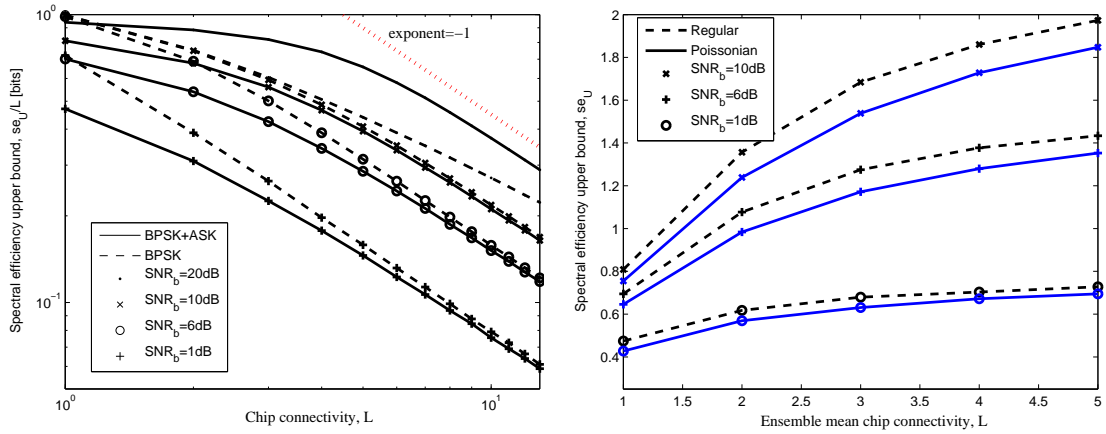 Spectral efficiency upper bound, se_U/L [bits]
10^0
10^-1
exponent=−1
BPSK+ASK
BPSK
SNR_b=20dB
SNR_b=10dB
SNR_b=6dB
SNR_b=1dB
10^0
10^1
Chip connectivity, L
Spectral efficiency upper bound, se_U
2
1.8
1.6
1.4
1.2
1
0.8
0.6
0.4
Regular
Poissonian
SNR_b=10dB
SNR_b=6dB
SNR_b=1dB
1 1.5 2 2.5 3 3.5 4 4.5 5
Ensemble mean chip connectivity, L